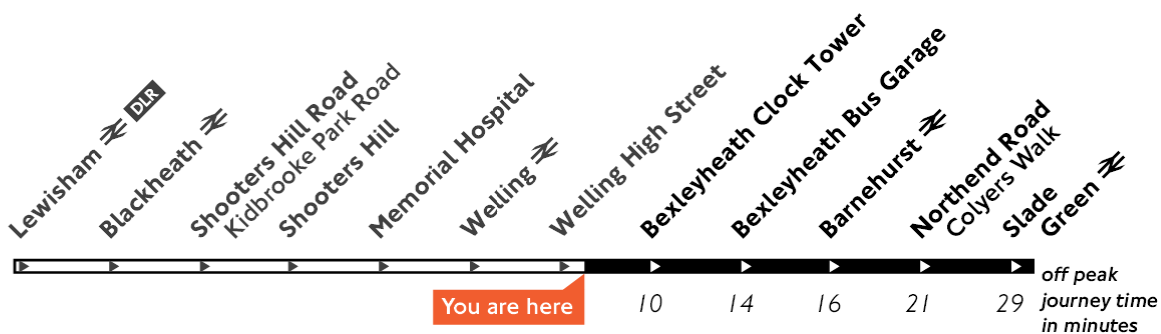 Lewisham
DLR
Blackheath
Shooters Hill Road
Kidbrooke Park Road
Shooters Hill
Memorial Hospital
Welling
Welling High Street
Bexleyheath Clock Tower
Bexleyheath Bus Garage
Barnehurst
Northend Road
Colyers Walk
Slade
Green
You are here
10 14 16 21 29
off peak
journey time
in minutes